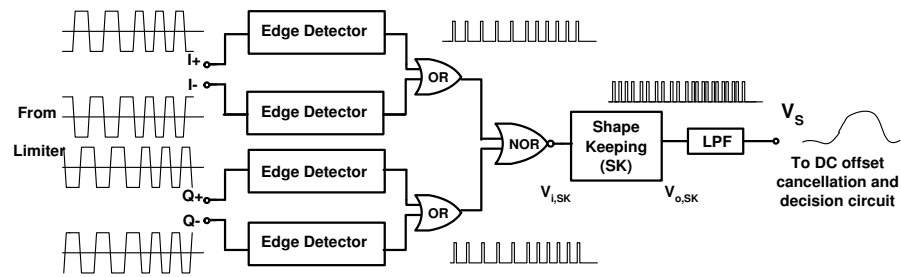 I+
I-
From
Limiter
Q+
Q-
Edge Detector
Edge Detector
Edge Detector
Edge Detector
OR
OR
NOR
Shape
Keeping
(SK)
V_i,SK
V_o,SK
LPF
V_S
To DC offset
cancellation and
decision circuit